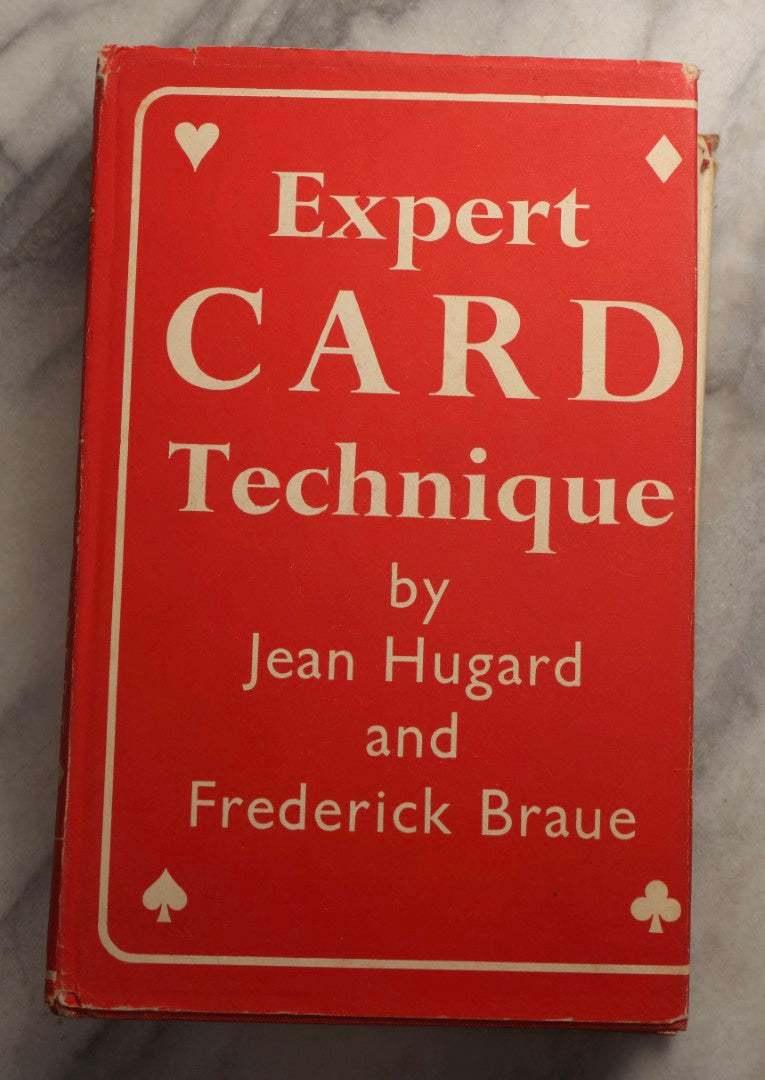 Expert
CARD
Technique
by
Jean Hugard
and
Frederick Braue